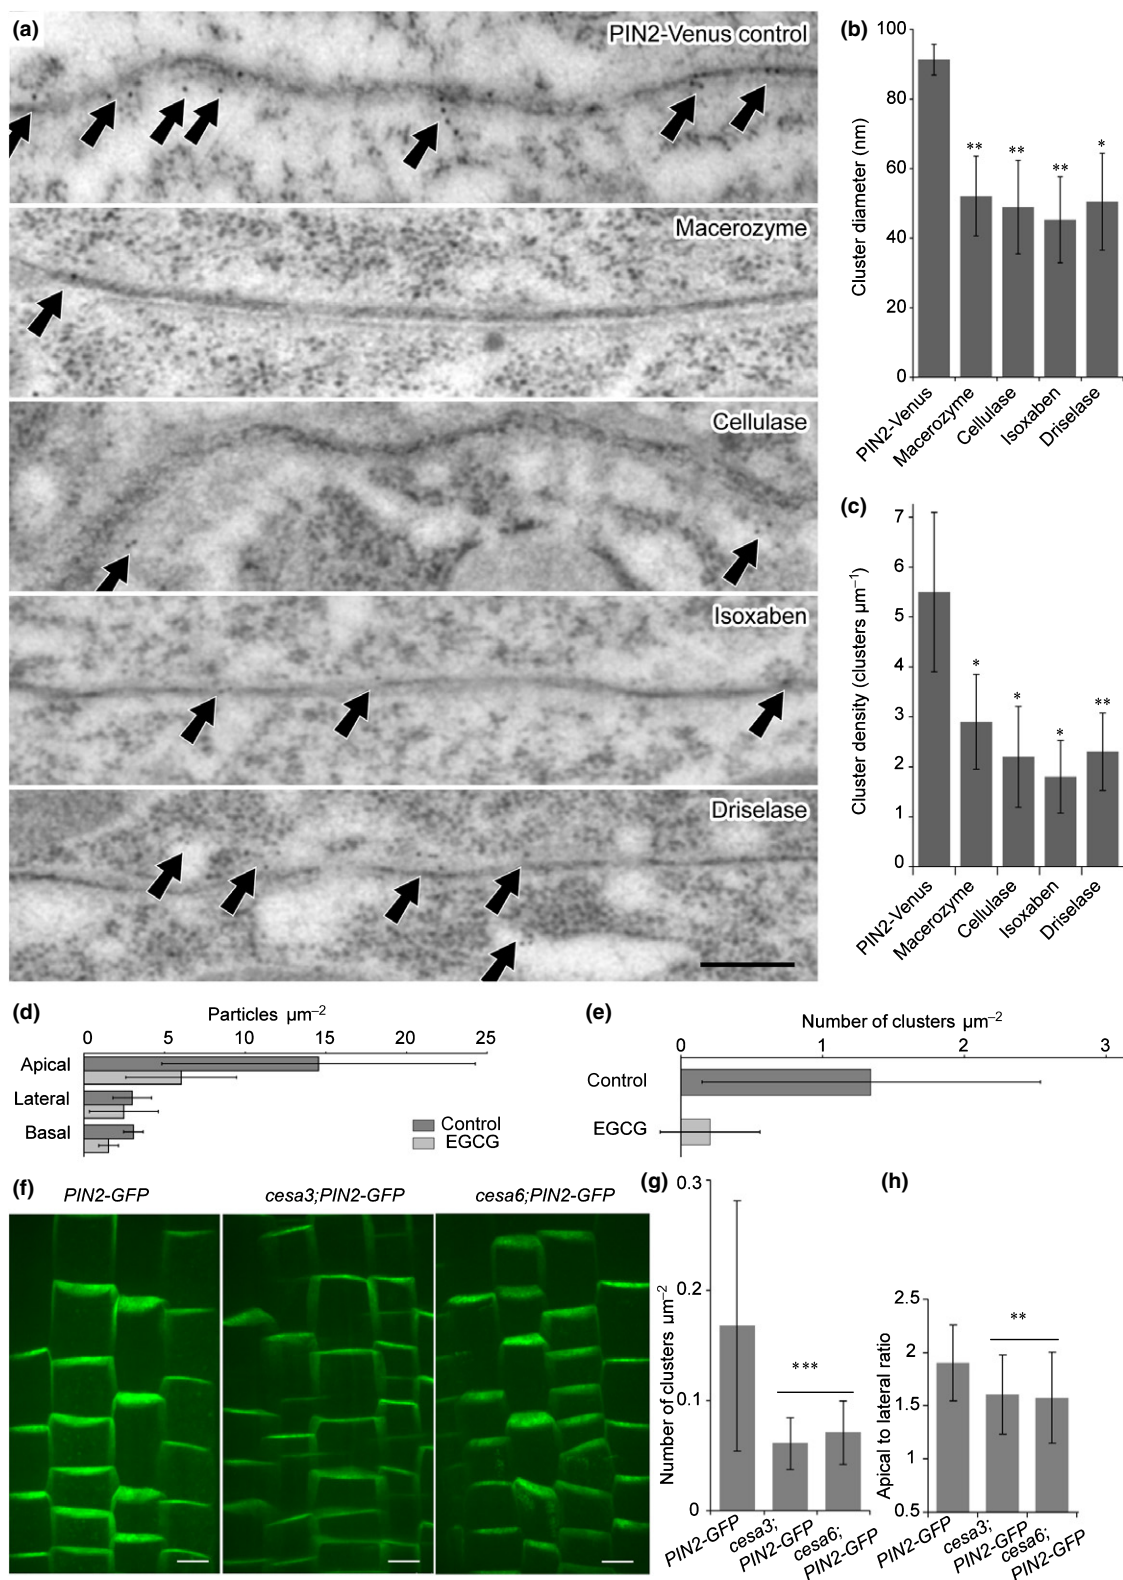 (a)
PIN2-Venus control
Macerozyme
Cellulase
Isoxaben
Driselase
(b)
Cluster diameter (nm)
100
80
60
40
20
0
**
**
**
*
PIN2-Venus
Macerozyme
Cellulase
Isoxaben
Driselase
(c)
Cluster density (clusters µm⁻¹)
7
6
5
4
3
2
1
0
*
*
*
**
PIN2-Venus
Macerozyme
Cellulase
Isoxaben
Driselase
(d)
Particles µm⁻²
0 5 10 15 20 25
Apical
Lateral
Basal
Control
EGCG
(e)
Number of clusters µm⁻²
0 1 2 3
Control
EGCG
(f)
PIN2-GFP
cesa3;PIN2-GFP
cesa6;PIN2-GFP
(g)
Number of clusters µm⁻²
0.3
0.2
0.1
0
***
PIN2-GFP
cesa3;
PIN2-GFP
cesa6;
PIN2-GFP
(h)
Apical to lateral ratio
2.5
2
1.5
1
0.5
**
PIN2-GFP
cesa3;
PIN2-GFP
cesa6;
PIN2-GFP